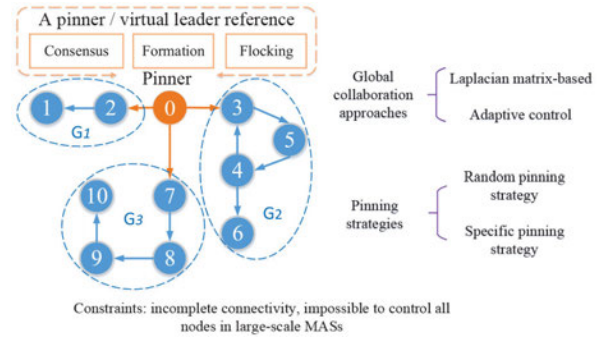 A pinner / virtual leader reference
Consensus
Formation
Flocking
Pinner
1
2
0
3
G1
5
4
G2
6
10
7
G3
9
8
Global
collaboration
approaches
Laplacian matrix-based
Adaptive control
Pinning
strategies
Random pinning
strategy
Specific pinning
strategy
Constraints: incomplete connectivity, impossible to control all
nodes in large-scale MASs